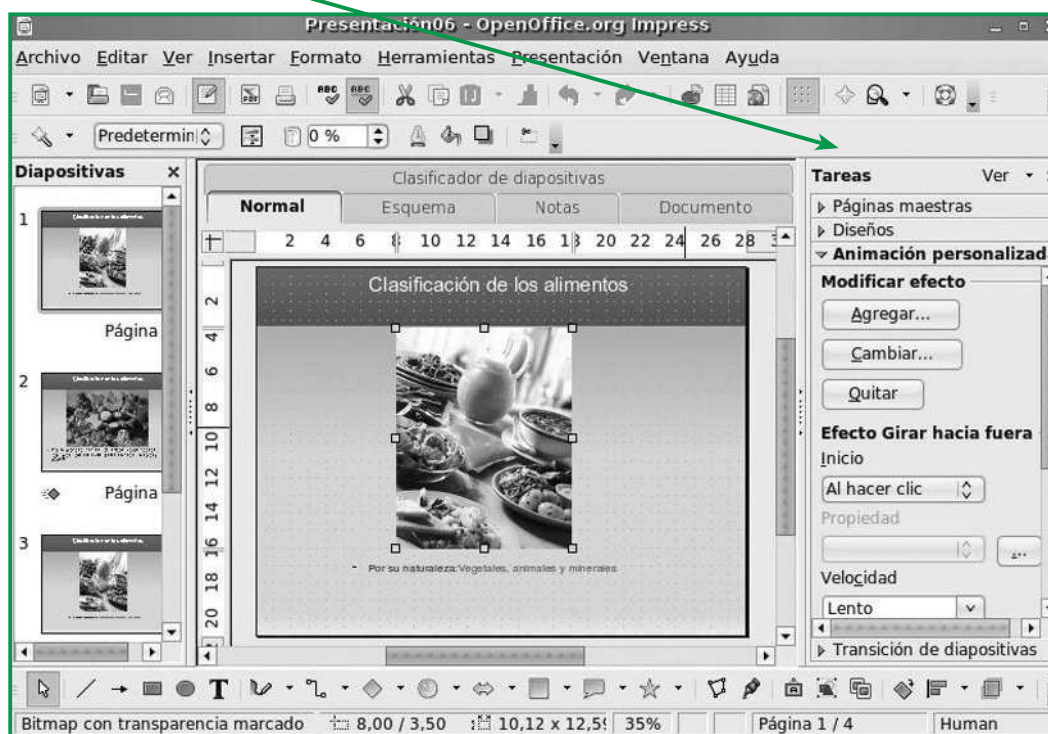 Presentación06 - OpenOffice.org Impress
Archivo Editar Ver Insertar Formato Herramientas Presentación Ventana Ayuda
Predetermin 0 %
Diapositivas
Clasificador de diapositivas
Normal Esquema Notas Documento
2 4 6 8 10 12 14 16 18 20 22 24 26 28
2 4 6 8 10 12 14 16 18 20
1
Página
2
Página
3
Clasificación de los alimentos
Por su naturaleza:Vegetales, animales y minerales
Tareas Ver
Páginas maestras
Diseños
Animación personalizad
Modificar efecto
Agregar...
Cambiar...
Quitar
Efecto Girar hacia fuera
Inicio
Al hacer clic
Propiedad
Velocidad
Lento
Transición de diapositivas
Bitmap con transparencia marcado 8,00 / 3,50 10,12 x 12,5 35% Página 1 / 4 Human